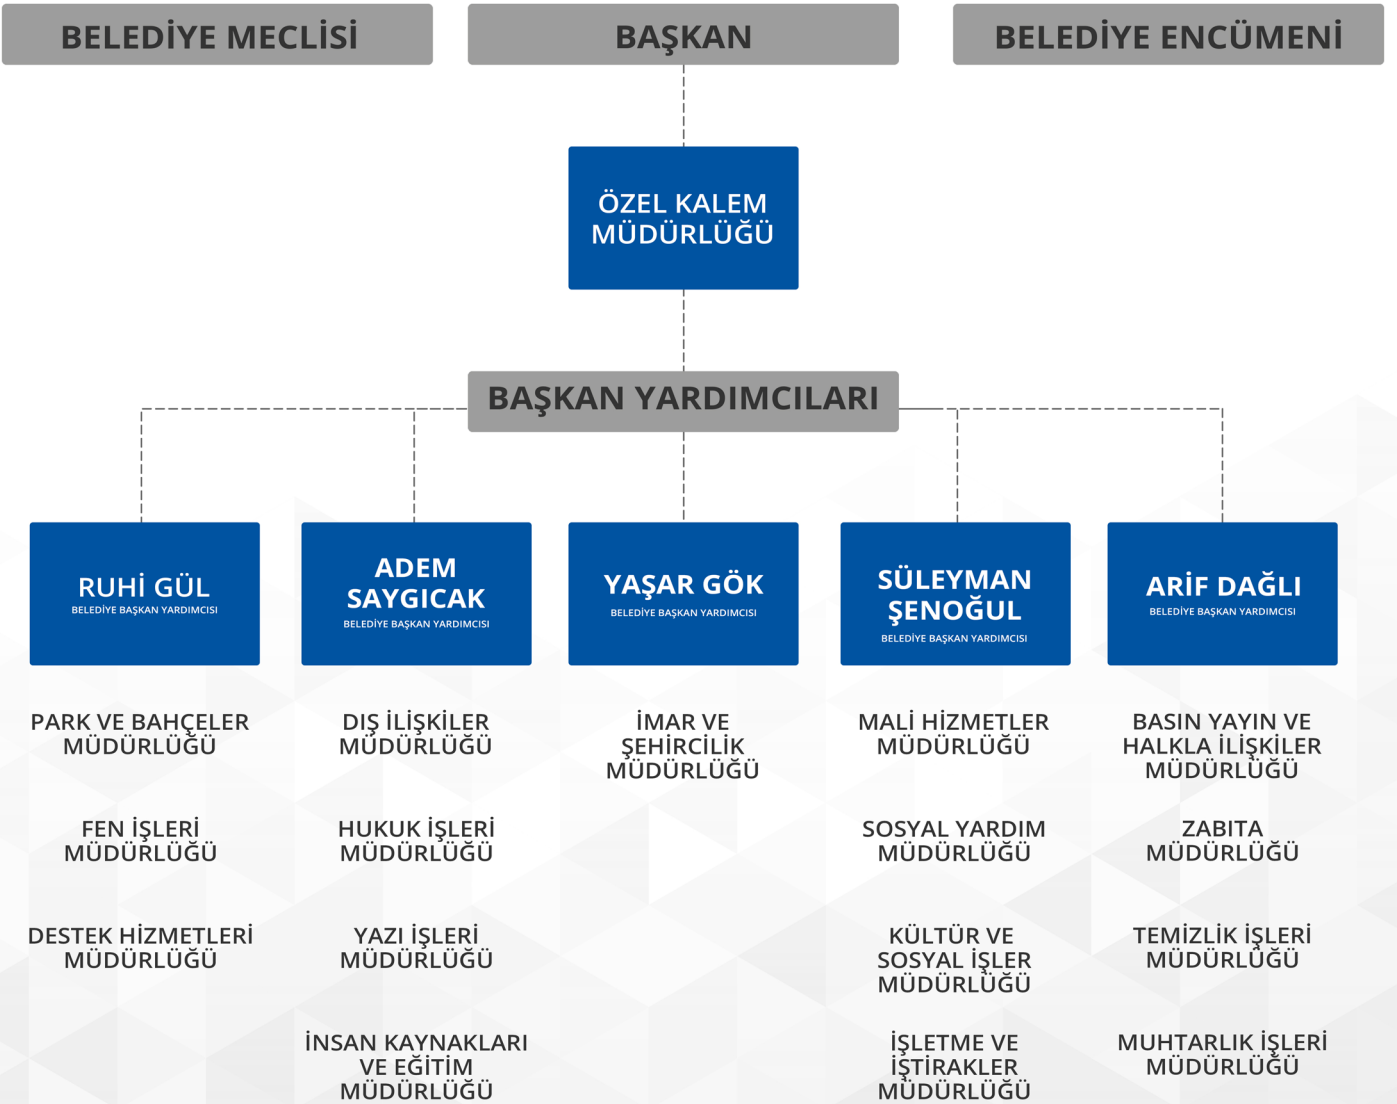 BELEDİYE MECLİSİ
BAŞKAN
BELEDİYE ENCÜMENİ
ÖZEL KALEM
MÜDÜRLÜĞÜ
BAŞKAN YARDIMCILARI
RUHİ GÜL
BELEDİYE BAŞKAN YARDIMCISI
ADEM
SAYGICAK
BELEDİYE BAŞKAN YARDIMCISI
YAŞAR GÖK
BELEDİYE BAŞKAN YARDIMCISI
SÜLEYMAN
ŞENOĞUL
BELEDİYE BAŞKAN YARDIMCISI
ARİF DAĞLI
BELEDİYE BAŞKAN YARDIMCISI
PARK VE BAHÇELER
MÜDÜRLÜĞÜ
FEN İŞLERİ
MÜDÜRLÜĞÜ
DESTEK HİZMETLERİ
MÜDÜRLÜĞÜ
DIŞ İLİŞKİLER
MÜDÜRLÜĞÜ
HUKUK İŞLERİ
MÜDÜRLÜĞÜ
YAZI İŞLERİ
MÜDÜRLÜĞÜ
İNSAN KAYNAKLARI
VE EĞİTİM
MÜDÜRLÜĞÜ
İMAR VE
ŞEHİRCİLİK
MÜDÜRLÜĞÜ
MALİ HİZMETLER
MÜDÜRLÜĞÜ
SOSYAL YARDIM
MÜDÜRLÜĞÜ
KÜLTÜR VE
SOSYAL İŞLER
MÜDÜRLÜĞÜ
İŞLETME VE
İŞTİRAKLER
MÜDÜRLÜĞÜ
BASIN YAYIN VE
HALKLA İLİŞKİLER
MÜDÜRLÜĞÜ
ZABITA
MÜDÜRLÜĞÜ
TEMİZLİK İŞLERİ
MÜDÜRLÜĞÜ
MUHTARLIK İŞLERİ
MÜDÜRLÜĞÜ